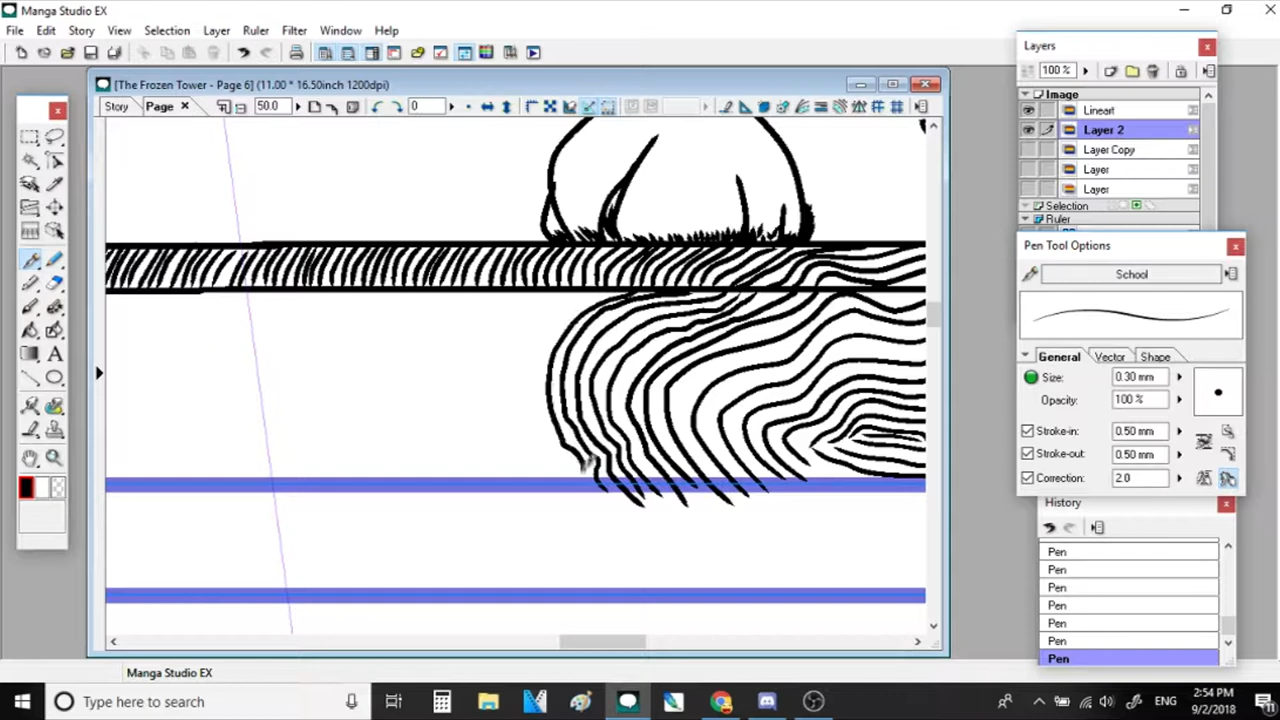 Manga Studio EX
File Edit Story View Selection Layer Ruler Filter Window Help
[The Frozen Tower - Page 6] (11.00 * 16.50inch 1200dpi)
Story Page 50.0 0
Layers
100 %
Image
Lineart
Layer 2
Layer Copy
Layer
Layer
Selection
Ruler
Pen Tool Options
School
General Vector Shape
Size: 0.30 mm
Opacity: 100 %
Stroke-in: 0.50 mm
Stroke-out: 0.50 mm
Correction: 2.0
History
Pen
Pen
Pen
Pen
Pen
Pen
Pen
Manga Studio EX
Type here to search
ENG
2:54 PM
9/2/2018